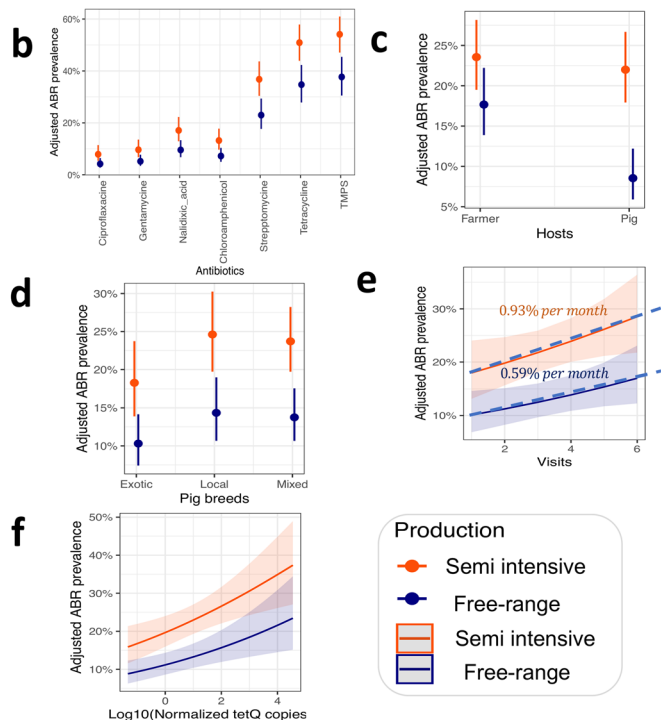 b
Adjusted ABR prevalence
60%
40%
20%
0%
Ciproflaxacine
Gentamycine
Nalidixic_acid
Chloroamphenicol
Streptomycine
Tetracycline
TMPS
Antibiotics
c
Adjusted ABR prevalence
25%
20%
15%
10%
5%
Farmer
Pig
Hosts
d
Adjusted ABR prevalence
30%
25%
20%
15%
10%
Exotic
Local
Mixed
Pig breeds
e
Adjusted ABR prevalence
30%
20%
10%
0.93% per month
0.59% per month
2
4
6
Visits
f
Adjusted ABR prevalence
50%
40%
30%
20%
10%
0
2
4
Log10(Normalized tetQ copies
Production
Semi intensive
Free-range
Semi intensive
Free-range